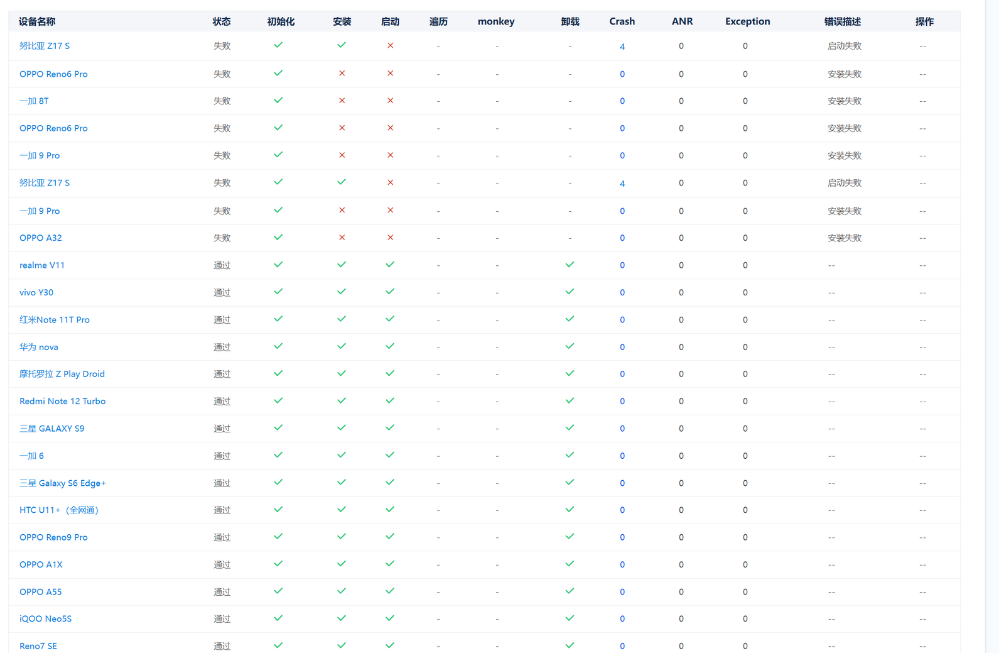 设备名称 状态 初始化 安装 启动 遍历 monkey 卸载 Crash ANR Exception 错误描述 操作
努比亚 Z17 S 失败 ✓ ✓ × - - - 4 0 0 启动失败 --
OPPO Reno6 Pro 失败 ✓ × × - - - 0 0 0 安装失败 --
一加 8T 失败 ✓ × × - - - 0 0 0 安装失败 --
OPPO Reno6 Pro 失败 ✓ × × - - - 0 0 0 安装失败 --
一加 9 Pro 失败 ✓ × × - - - 0 0 0 安装失败 --
努比亚 Z17 S 失败 ✓ ✓ × - - - 4 0 0 启动失败 --
一加 9 Pro 失败 ✓ × × - - - 0 0 0 安装失败 --
OPPO A32 失败 ✓ × × - - - 0 0 0 安装失败 --
realme V11 通过 ✓ ✓ ✓ - - ✓ 0 0 0 -- --
vivo Y30 通过 ✓ ✓ ✓ - - ✓ 0 0 0 -- --
红米Note 11T Pro 通过 ✓ ✓ ✓ - - ✓ 0 0 0 -- --
华为 nova 通过 ✓ ✓ ✓ - - ✓ 0 0 0 -- --
摩托罗拉 Z Play Droid 通过 ✓ ✓ ✓ - - ✓ 0 0 0 -- --
Redmi Note 12 Turbo 通过 ✓ ✓ ✓ - - ✓ 0 0 0 -- --
三星 GALAXY S9 通过 ✓ ✓ ✓ - - ✓ 0 0 0 -- --
一加 6 通过 ✓ ✓ ✓ - - ✓ 0 0 0 -- --
三星 Galaxy S6 Edge+ 通过 ✓ ✓ ✓ - - ✓ 0 0 0 -- --
HTC U11+（全网通） 通过 ✓ ✓ ✓ - - ✓ 0 0 0 -- --
OPPO Reno9 Pro 通过 ✓ ✓ ✓ - - ✓ 0 0 0 -- --
OPPO A1X 通过 ✓ ✓ ✓ - - ✓ 0 0 0 -- --
OPPO A55 通过 ✓ ✓ ✓ - - ✓ 0 0 0 -- --
iQOO Neo5S 通过 ✓ ✓ ✓ - - ✓ 0 0 0 -- --
Reno7 SE 通过 ✓ ✓ ✓ - - ✓ 0 0 0 -- --